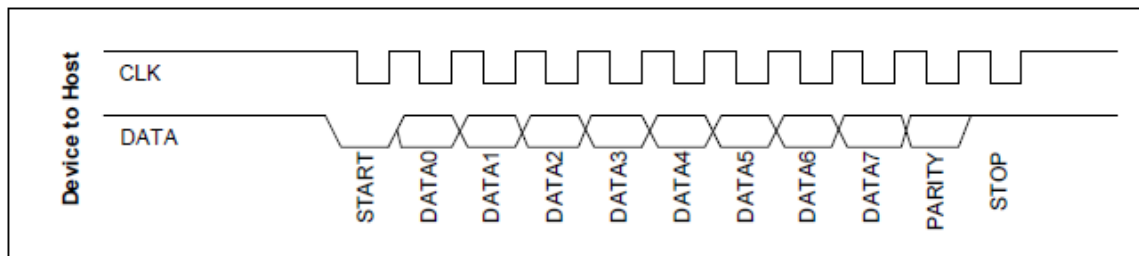 Device to Host
CLK
DATA
START
DATA0
DATA1
DATA2
DATA3
DATA4
DATA5
DATA6
DATA7
PARITY
STOP